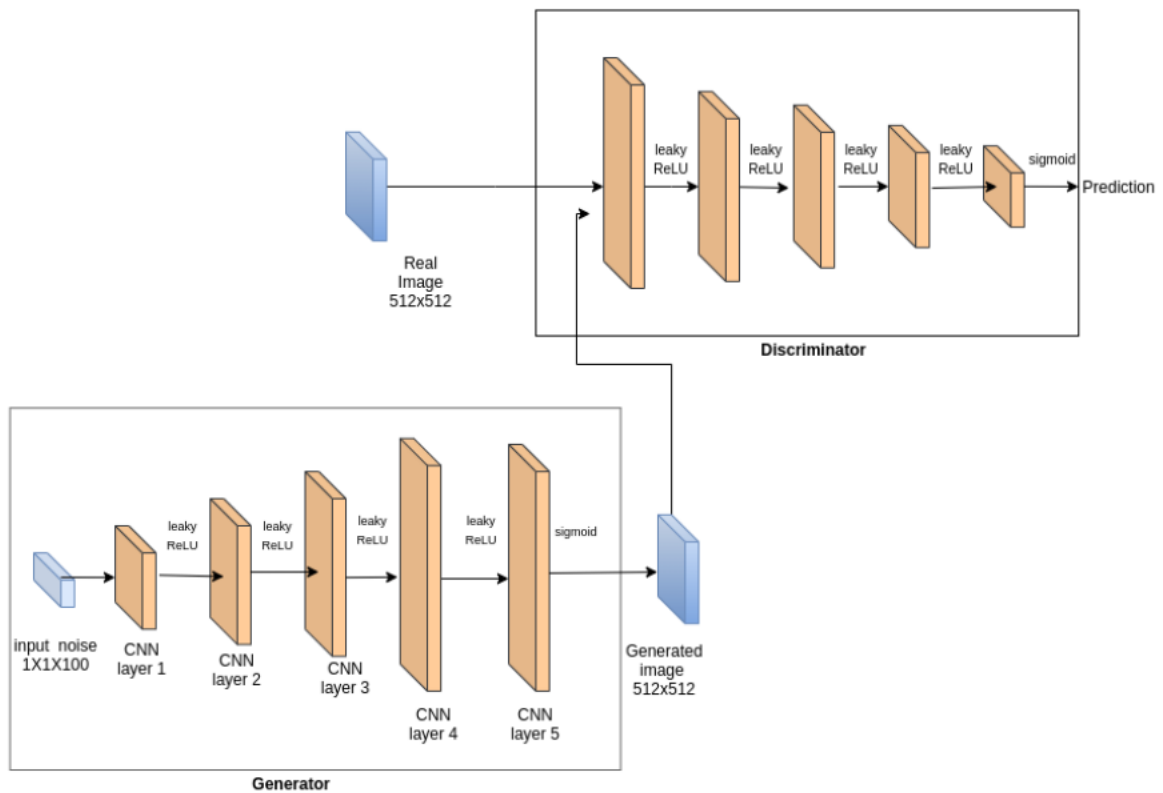 leaky
ReLU
leaky
ReLU
leaky
ReLU
leaky
ReLU
sigmoid
Prediction
Real
Image
512x512
Discriminator
leaky
ReLU
leaky
ReLU
leaky
ReLU
leaky
ReLU
sigmoid
input noise
1X1X100
CNN
layer 1
CNN
layer 2
CNN
layer 3
CNN
layer 4
CNN
layer 5
Generated
image
512x512
Generator